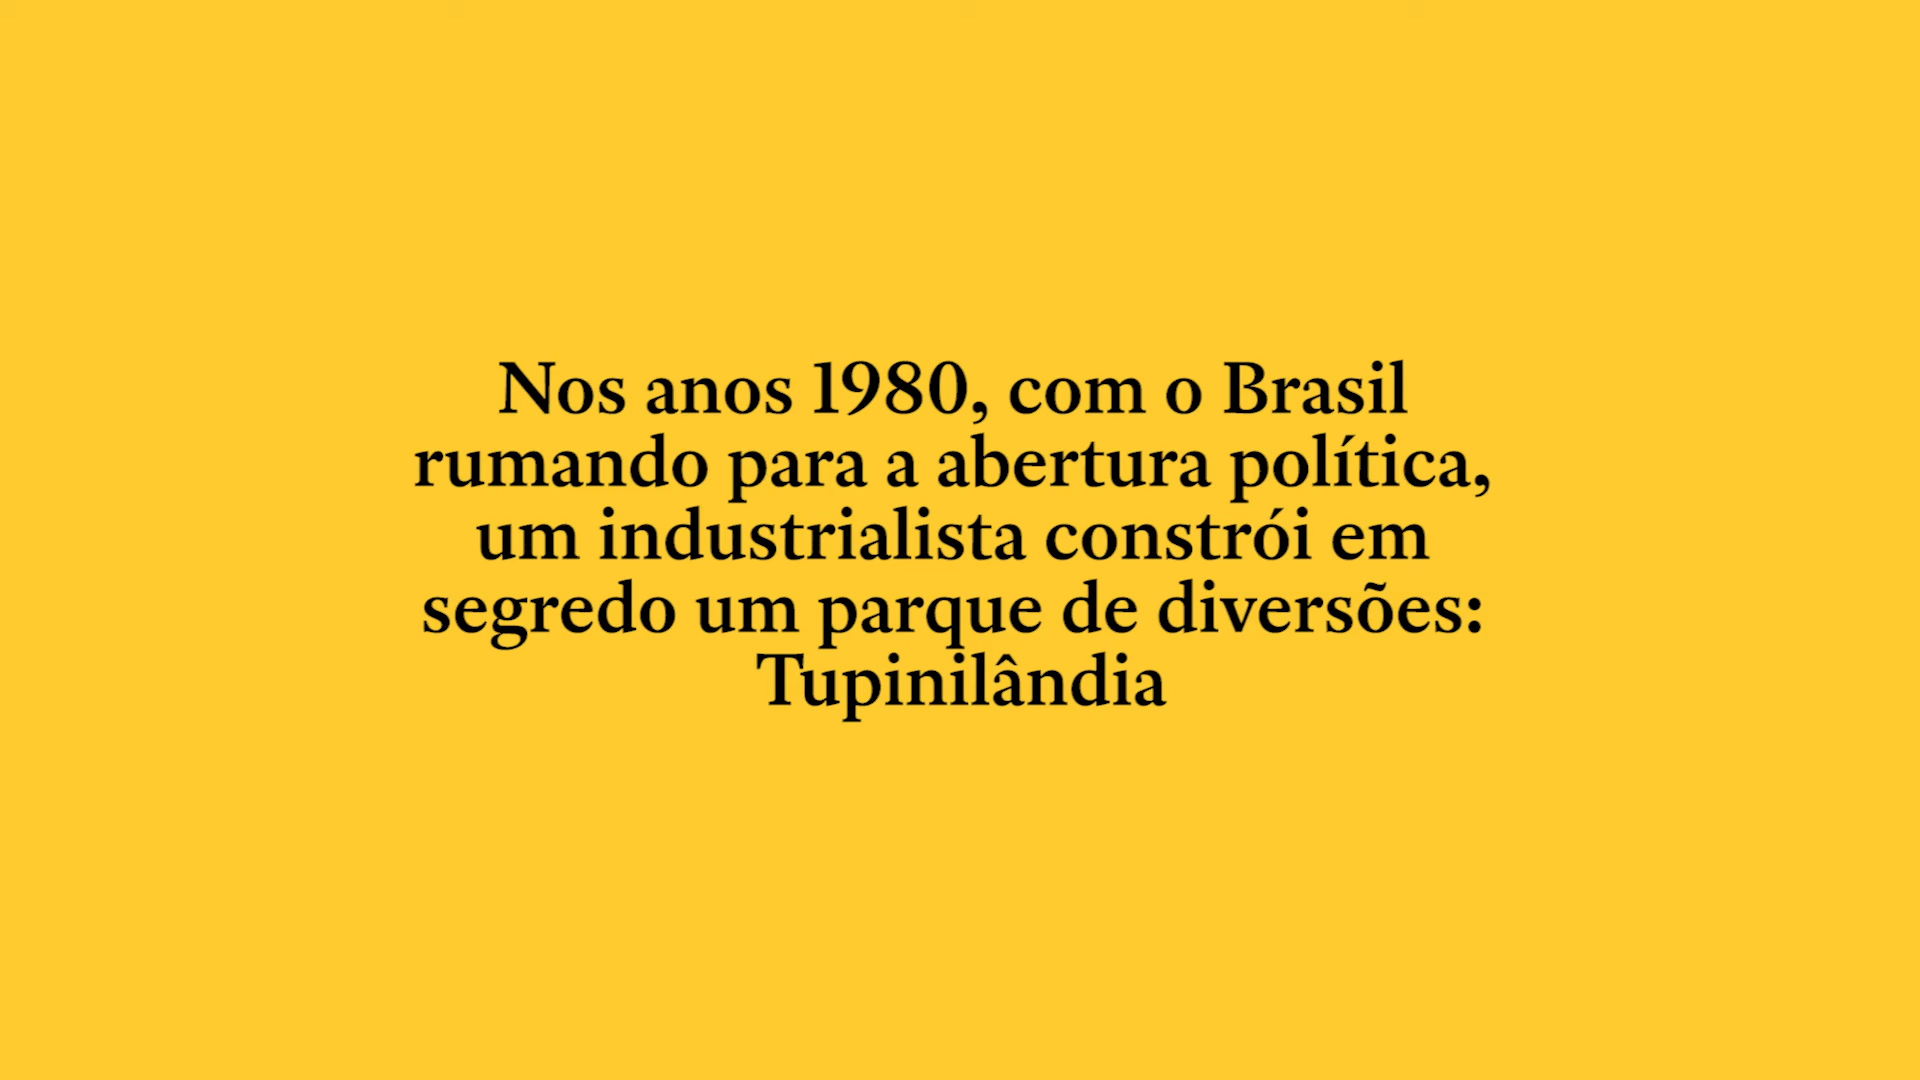 Nos anos 1980, com o Brasil
rumando para a abertura política,
um industrialista constrói em
segredo um parque de diversões:
Tupinilândia